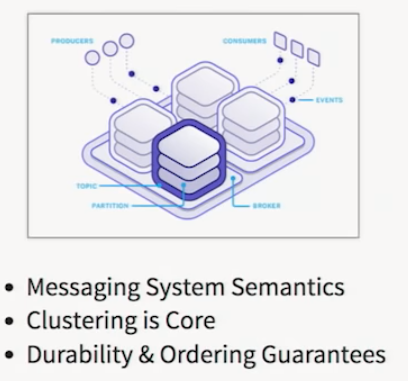 PRODUCERS
CONSUMERS
EVENTS
TOPIC
PARTITION
BROKER
• Messaging System Semantics
• Clustering is Core
• Durability & Ordering Guarantees